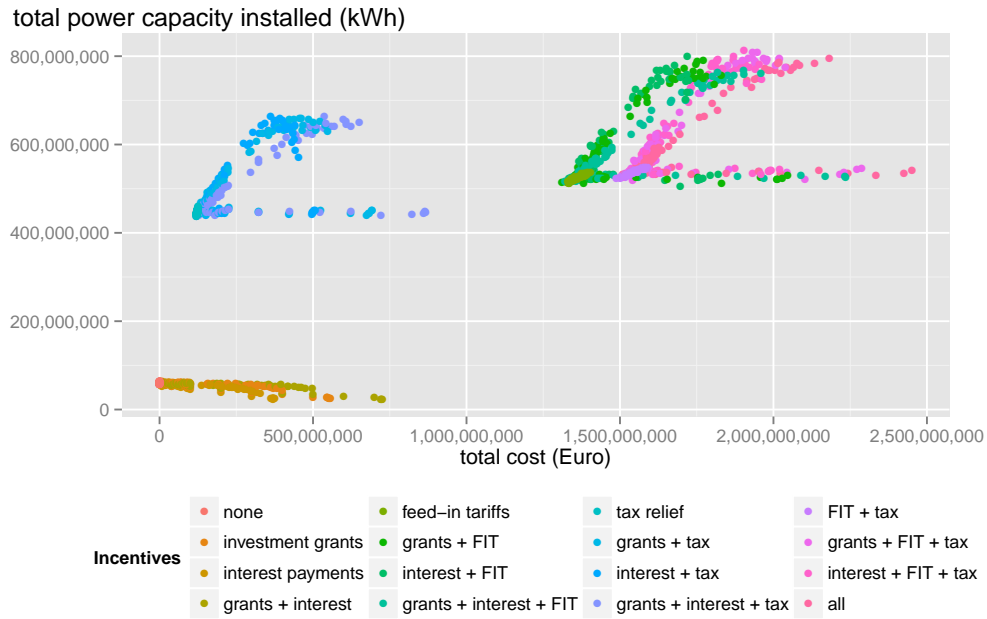 total power capacity installed (kWh)
800,000,000
600,000,000
400,000,000
200,000,000
0
0 500,000,000 1,000,000,000 1,500,000,000 2,000,000,000 2,500,000,000
total cost (Euro)
Incentives
none feed−in tariffs tax relief FIT + tax
investment grants grants + FIT grants + tax grants + FIT + tax
interest payments interest + FIT interest + tax interest + FIT + tax
grants + interest grants + interest + FIT grants + interest + tax all